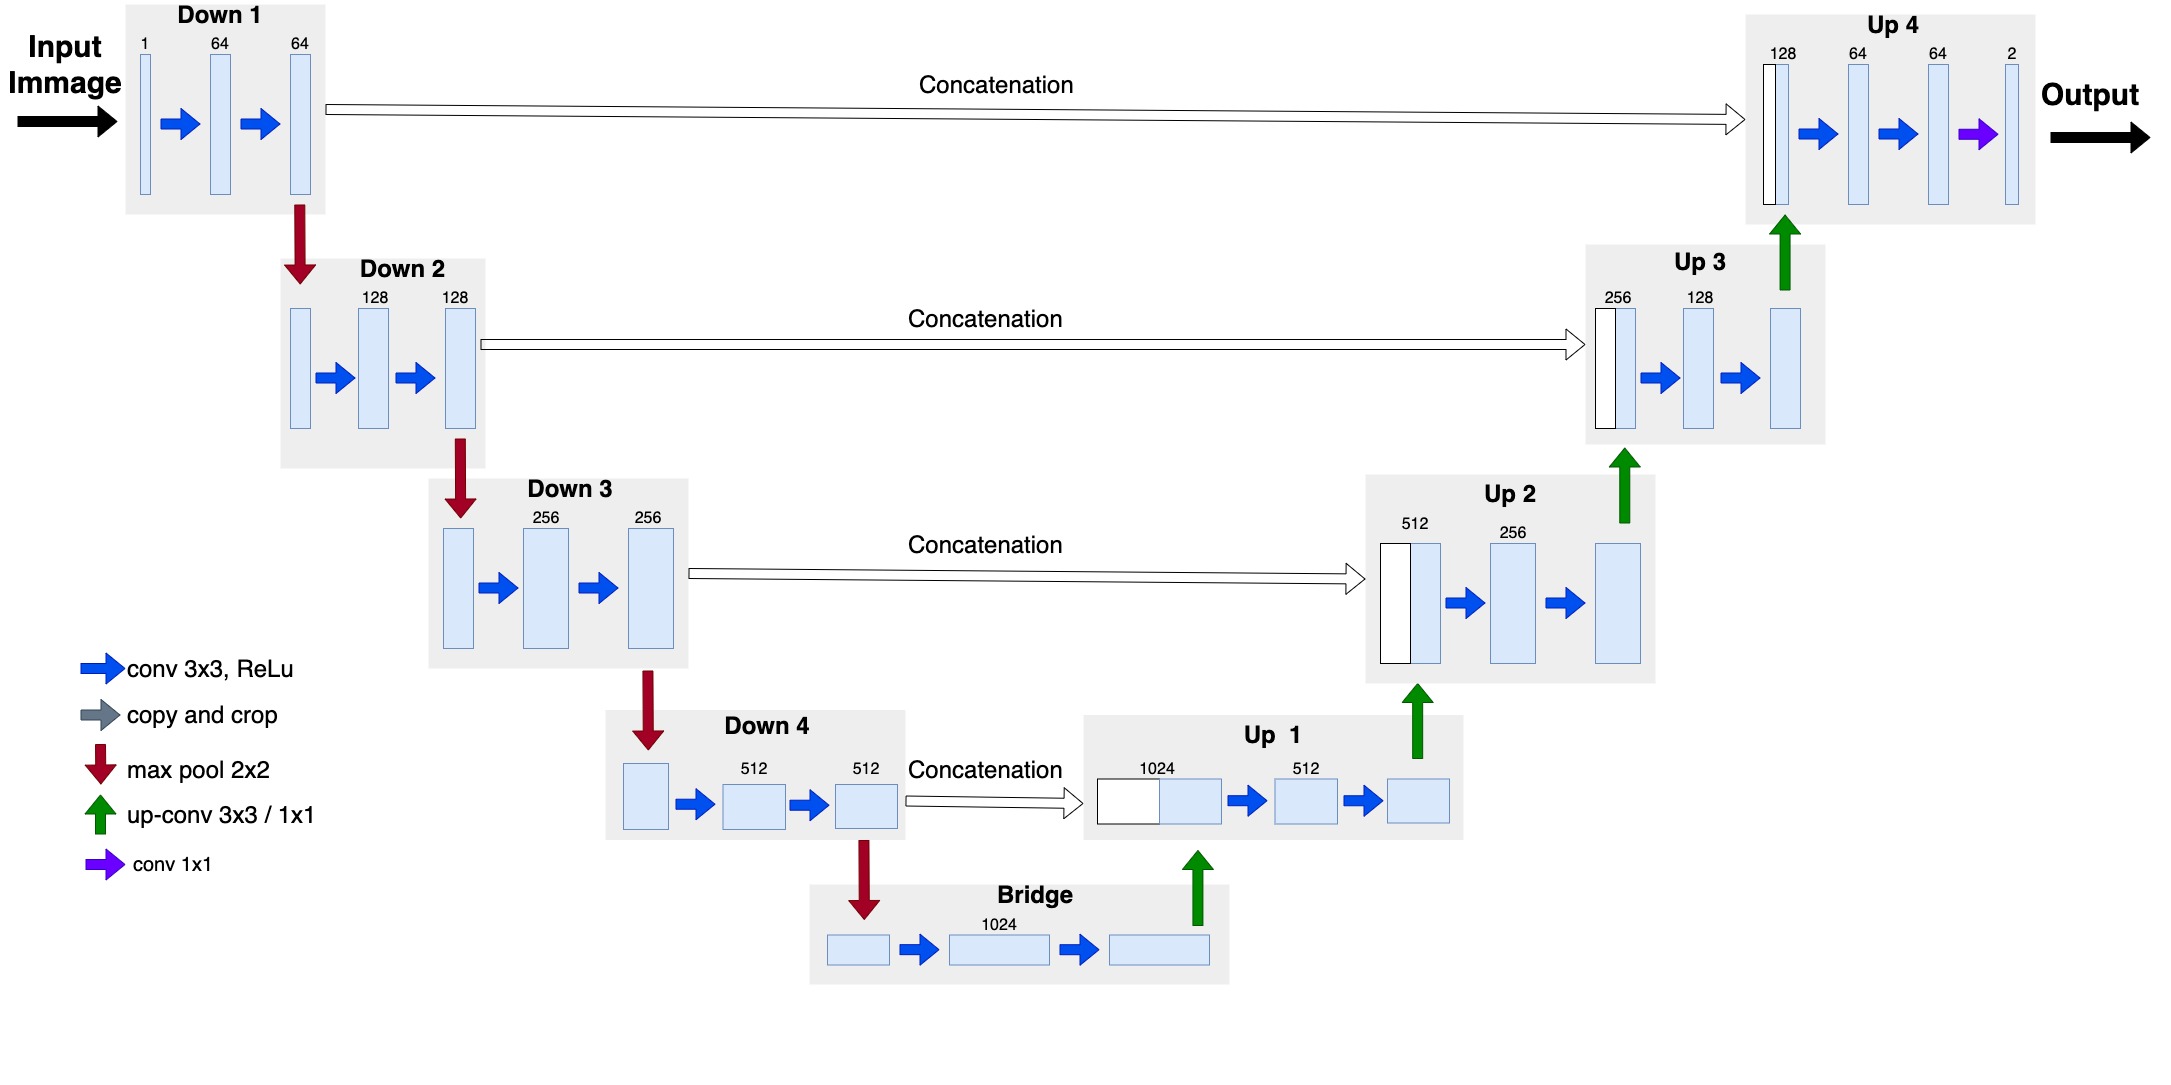 Down 1
Input
Immage
1
64
64
Concatenation
Up 4
128
64
64
2
Output
Down 2
128
128
Concatenation
Up 3
256
128
Down 3
256
256
Concatenation
Up 2
512
256
conv 3x3, ReLu
copy and crop
max pool 2x2
up-conv 3x3 / 1x1
conv 1x1
Down 4
512
512
Concatenation
Up 1
1024
512
Bridge
1024